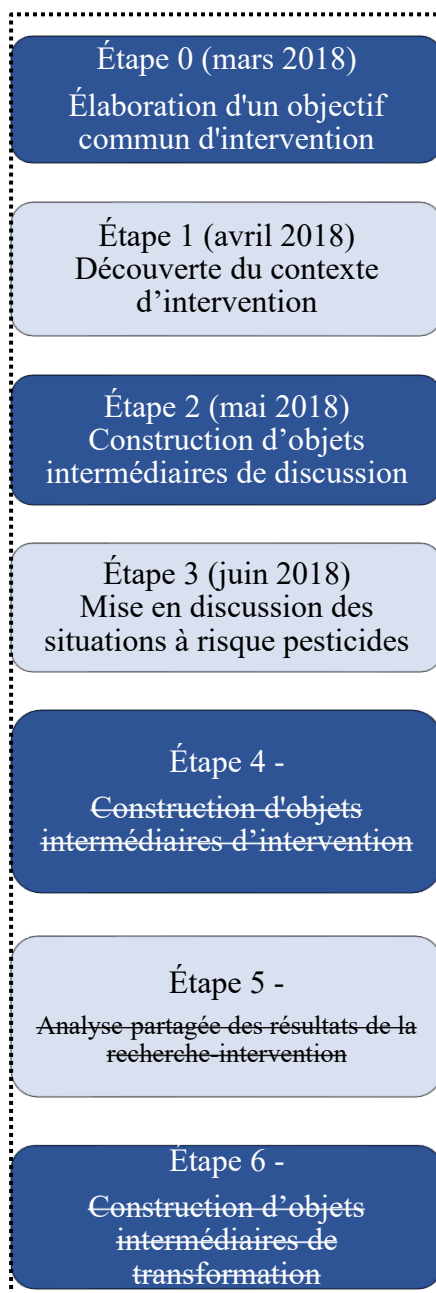 Étape 0 (mars 2018)
Élaboration d'un objectif
commun d'intervention
Étape 1 (avril 2018)
Découverte du contexte
d’intervention
Étape 2 (mai 2018)
Construction d’objets
intermédiaires de discussion
Étape 3 (juin 2018)
Mise en discussion des
situations à risque pesticides
Étape 4 -
Construction d'objets
intermédiaires d’intervention
Étape 5 -
Analyse partagée des résultats de la
recherche-intervention
Étape 6 -
Construction d’objets
intermédiaires de
transformation